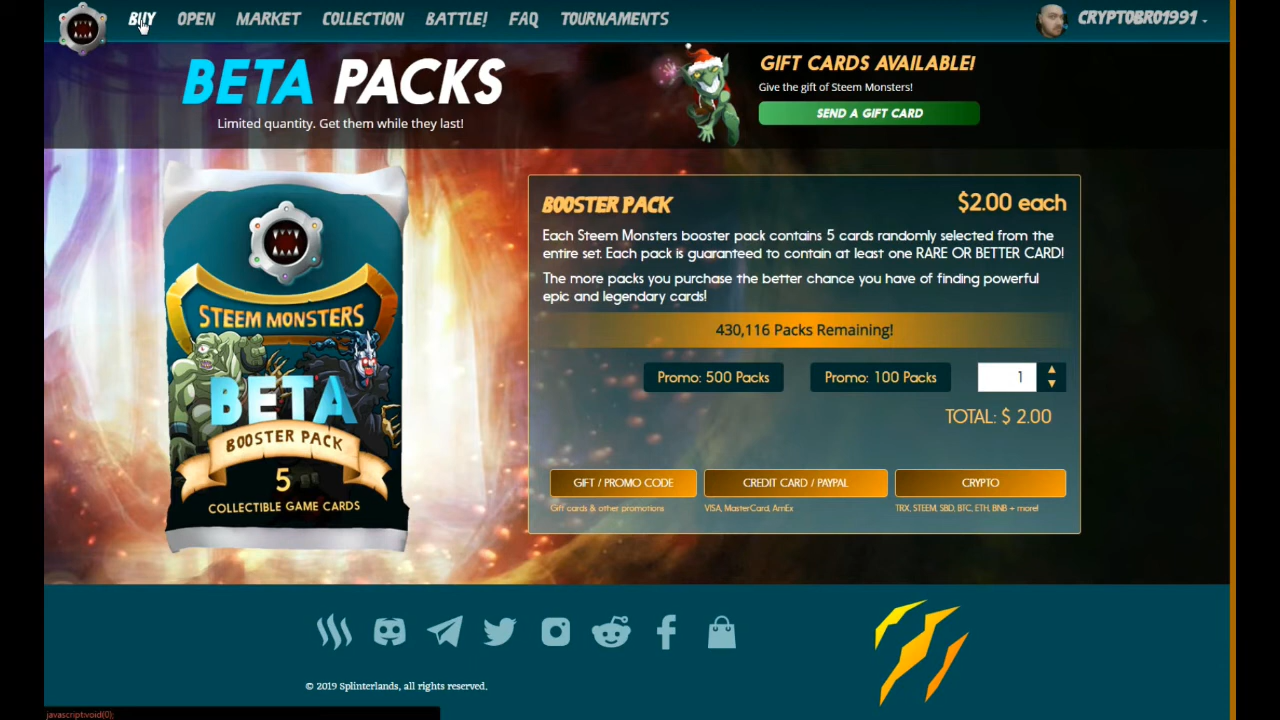 BUY OPEN MARKET COLLECTION BATTLE! FAQ TOURNAMENTS CRYPTOBRO1991
BETA PACKS
Limited quantity. Get them while they last!
GIFT CARDS AVAILABLE!
Give the gift of Steem Monsters!
SEND A GIFT CARD
STEEM MONSTERS
BETA
BOOSTER PACK
5
COLLECTIBLE GAME CARDS
BOOSTER PACK $2.00 each
Each Steem Monsters booster pack contains 5 cards randomly selected from the
entire set. Each pack is guaranteed to contain at least one RARE OR BETTER CARD!
The more packs you purchase the better chance you have of finding powerful
epic and legendary cards!
430,116 Packs Remaining!
Promo: 500 Packs Promo: 100 Packs 1
TOTAL: $ 2.00
GIFT / PROMO CODE CREDIT CARD / PAYPAL CRYPTO
Gift cards & other promotions VISA, MasterCard, AmEx TRX, STEEM, SBD, BTC, ETH, BNB + more!
© 2019 Splinterlands, all rights reserved.
javascript:void(0);